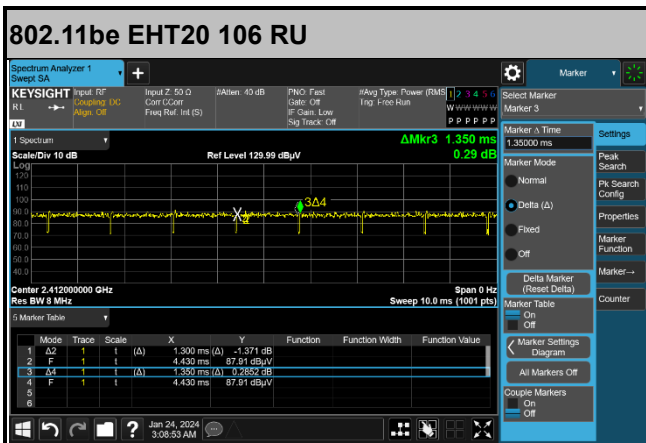 802.11be EHT20 106 RU
Spectrum Analyzer 1
Swept SA
+
Marker
KEYSIGHT
RL
LXI
Input: RF
Coupling: DC
Align: Off
Input Z: 50 Ω
Corr CCorr
Freq Ref: Int (S)
#Atten: 40 dB
PNO: Fast
Gate: Off
IF Gain: Low
Sig Track: Off
#Avg Type: Power (RMS
Trig: Free Run
1 2 3 4 5 6
W W W W W W
P P P P P P
Select Marker
Marker 3
1 Spectrum
ΔMkr3 1.350 ms
0.29 dB
Scale/Div 10 dB
Ref Level 129.99 dBµV
Log
120
110
100
90.0
80.0
70.0
60.0
50.0
40.0
3Δ4
Center 2.412000000 GHz
Span 0 Hz
Res BW 8 MHz
Sweep 10.0 ms (1001 pts)
5 Marker Table
Mode Trace Scale X Y Function Function Width Function Value
1 Δ2 1 t (Δ) 1.300 ms (Δ) -1.371 dB
2 F 1 t 4.430 ms 87.91 dBµV
3 Δ4 1 t (Δ) 1.350 ms (Δ) 0.2852 dB
4 F 1 t 4.430 ms 87.91 dBµV
5
6
Marker Δ Time
1.35000 ms
Marker Mode
Normal
Delta (Δ)
Fixed
Off
Delta Marker
(Reset Delta)
Marker Table
On
Off
Marker Settings
Diagram
All Markers Off
Couple Markers
On
Off
Settings
Peak
Search
Pk Search
Config
Properties
Marker
Function
Marker→
Counter
?
Jan 24, 2024
3:08:53 AM